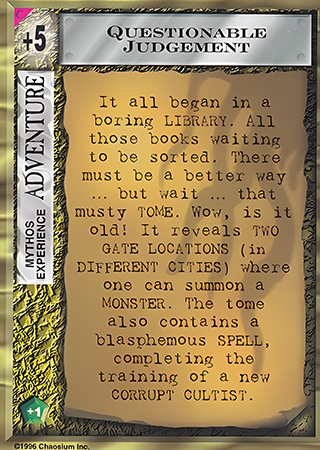 +5
QUESTIONABLE
JUDGEMENT
MYTHOS
EXPERIENCE
ADVENTURE
It all began in a
boring LIBRARY. All
those books waiting
to be sorted. There
must be a better way
... but wait ... that
musty TOME. Wow, is it
old! It reveals TWO
GATE LOCATIONS (in
DIFFERENT CITIES) where
one can summon a
MONSTER. The tome
also contains a
blasphemous SPELL,
completing the
training of a new
CORRUPT CULTIST.
+1
©1996 Chaosium Inc.